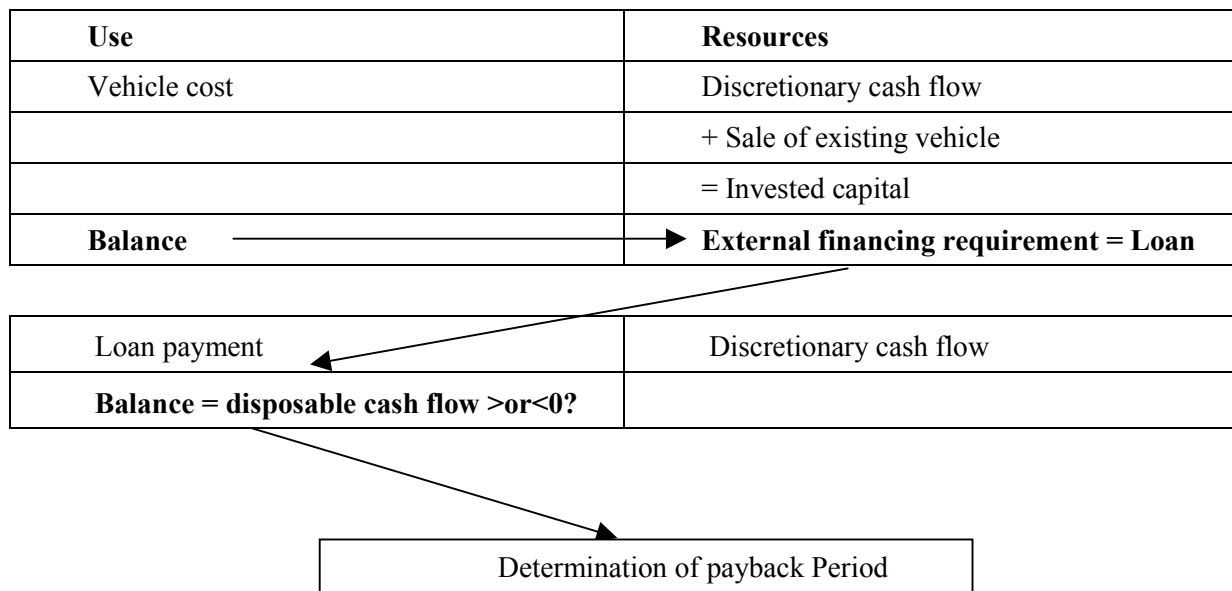 Use Resources
Vehicle cost Discretionary cash flow
+ Sale of existing vehicle
= Invested capital
Balance External financing requirement = Loan
Loan payment Discretionary cash flow
Balance = disposable cash flow >or<0?
Determination of payback Period